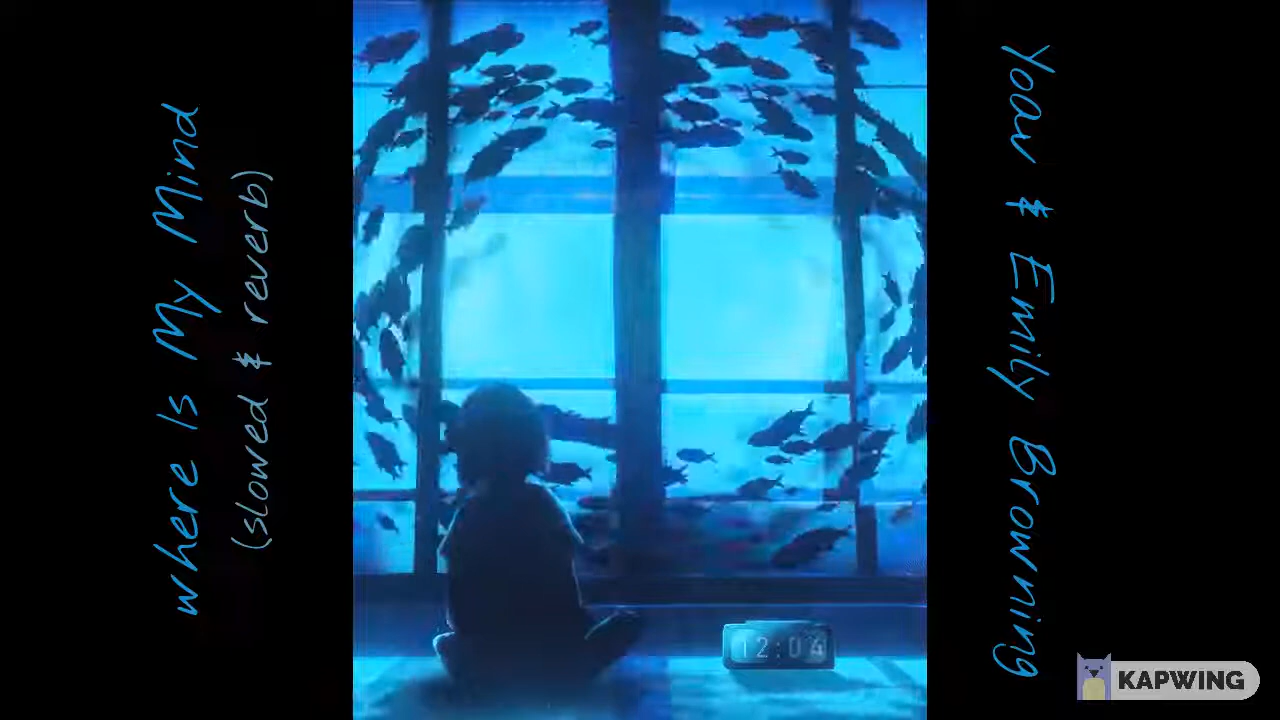 where Is My Mind
(slowed & reverb)
Yoav & Emily Browning
12:04
KAPWING